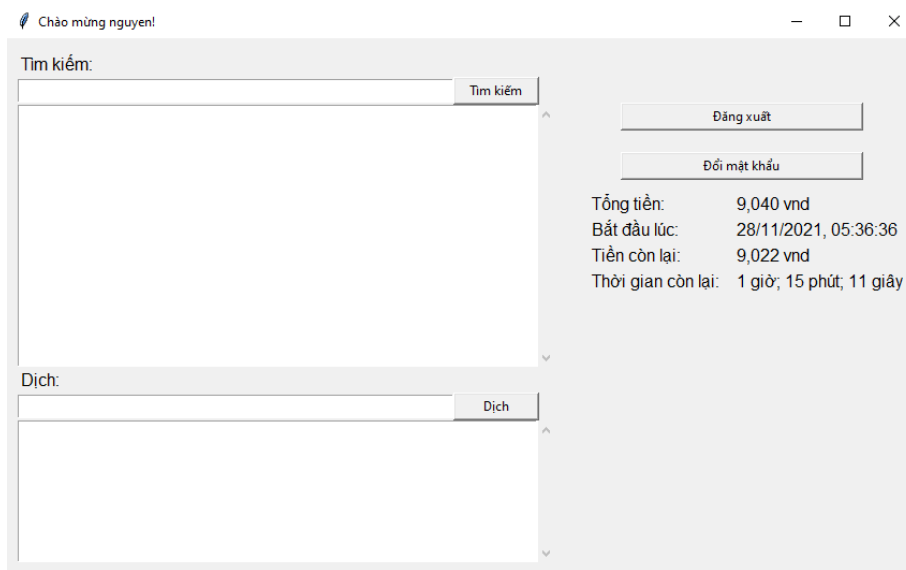 Chào mừng nguyen!
Tìm kiếm:
Tìm kiếm
Đăng xuất
Đổi mật khẩu
Tổng tiền: 9,040 vnd
Bắt đầu lúc: 28/11/2021, 05:36:36
Tiền còn lại: 9,022 vnd
Thời gian còn lại: 1 giờ; 15 phút; 11 giây
Dịch:
Dịch